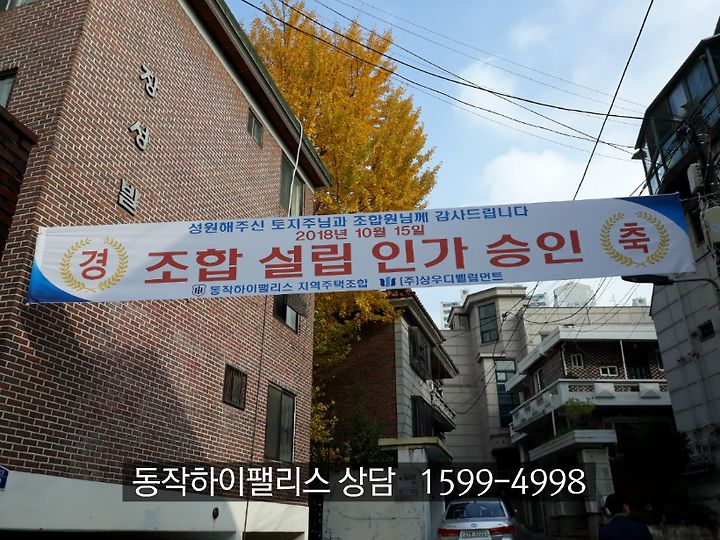 진성빌
성원해주신 토지주님과 조합원님께 감사드립니다
2018년 10월 15일
경 조합 설립 인가 승인 축
동작하이팰리스 지역주택조합 (주)상우디벨럽먼트
동작하이팰리스 상담 1599-4998